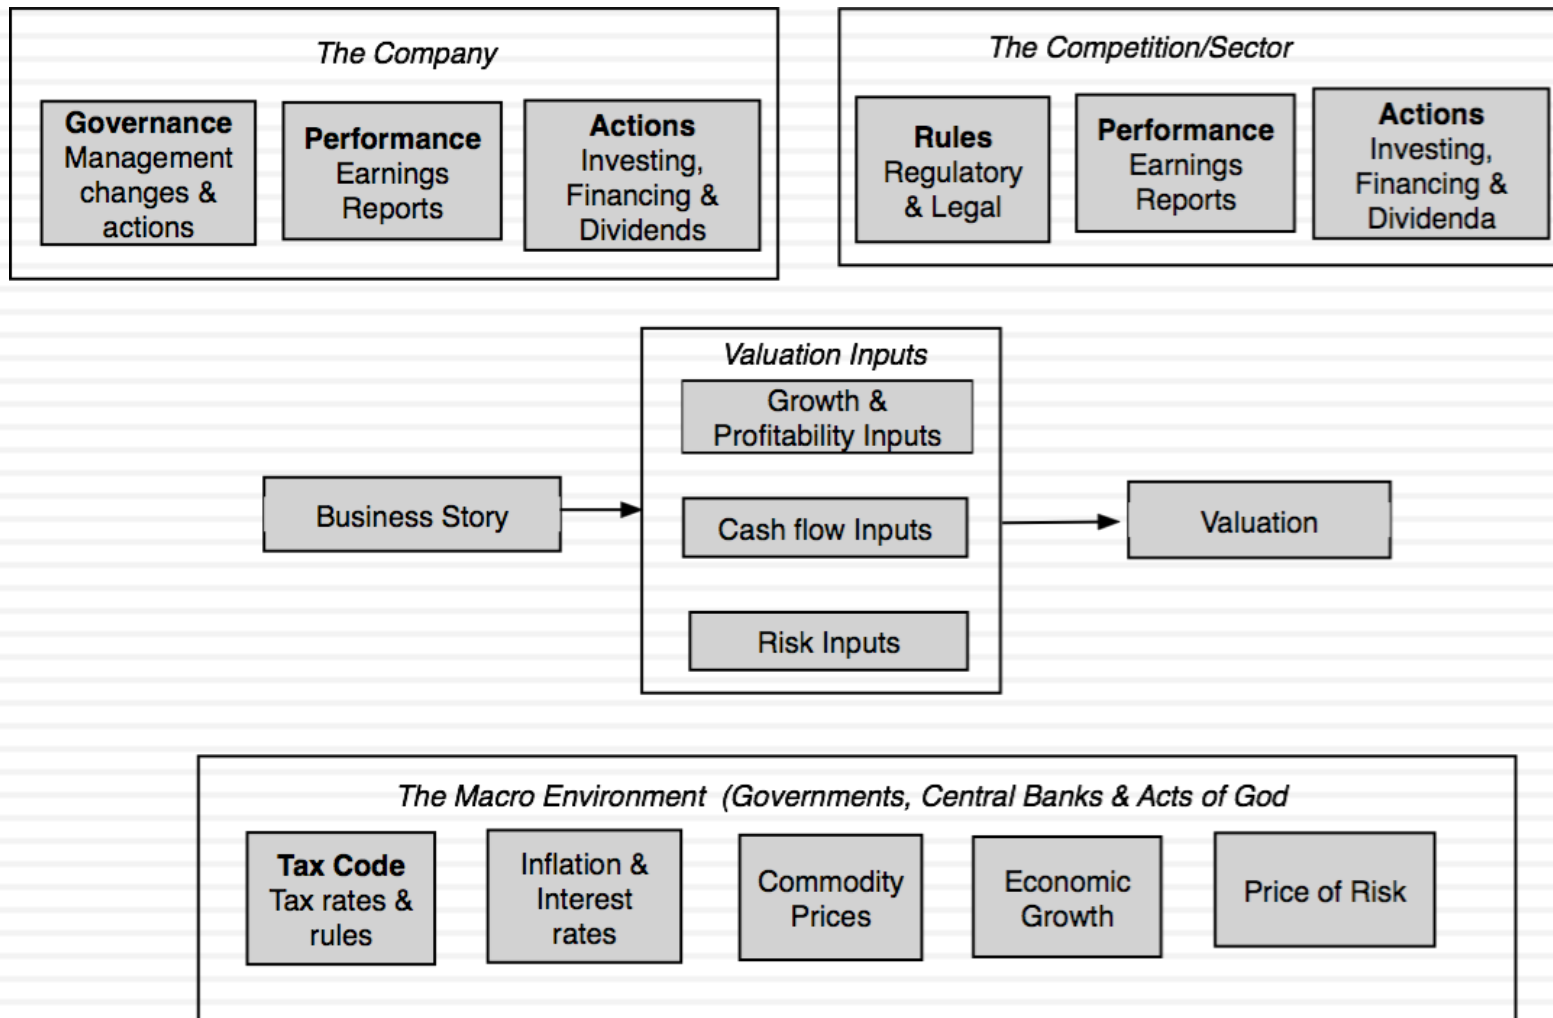 The Company
Governance
Management
changes &
actions
Performance
Earnings
Reports
Actions
Investing,
Financing &
Dividends
The Competition/Sector
Rules
Regulatory
& Legal
Performance
Earnings
Reports
Actions
Investing,
Financing &
Dividenda
Valuation Inputs
Growth &
Profitability Inputs
Business Story
Cash flow Inputs
Valuation
Risk Inputs
The Macro Environment (Governments, Central Banks & Acts of God
Tax Code
Tax rates &
rules
Inflation &
Interest
rates
Commodity
Prices
Economic
Growth
Price of Risk